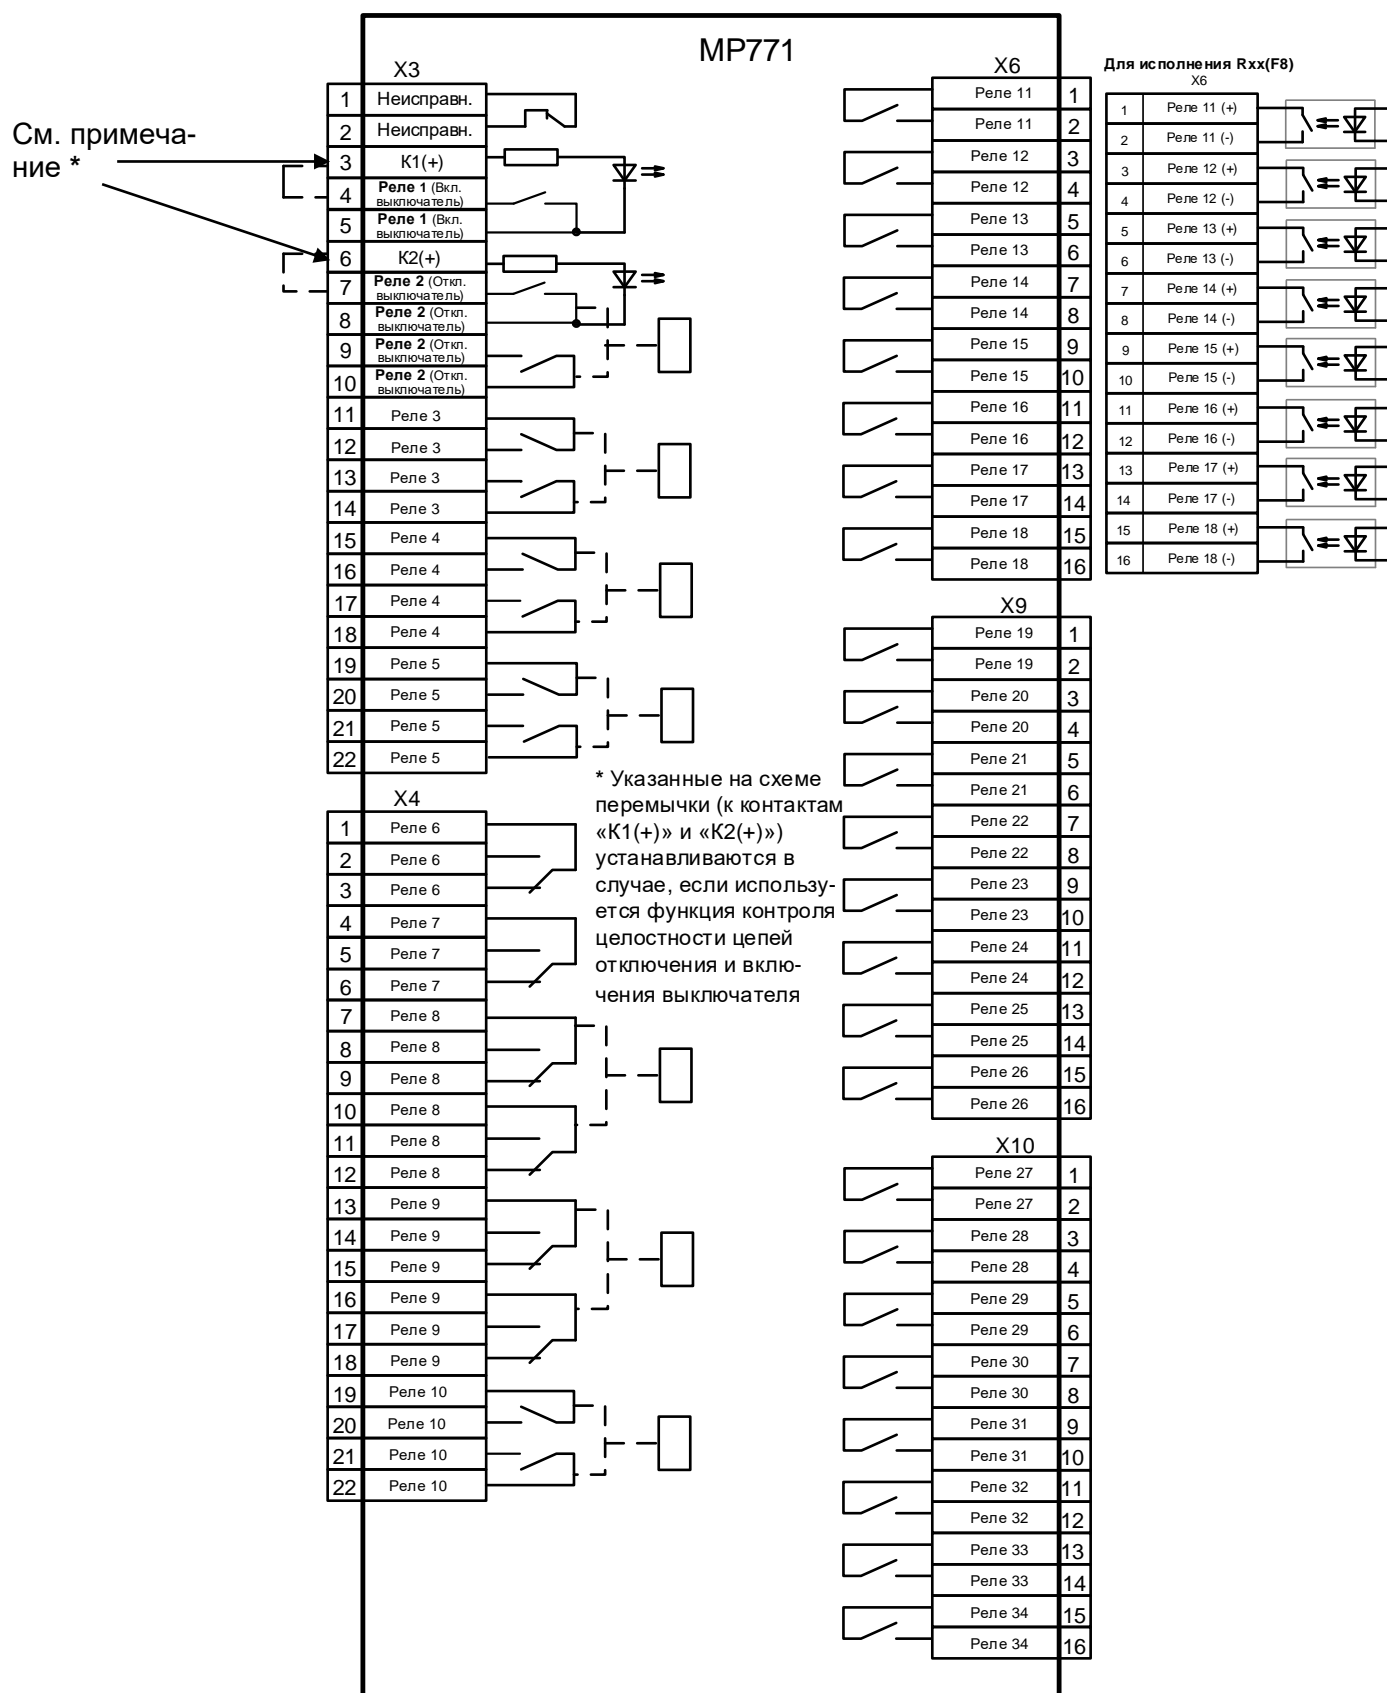 МР771
См. примеча-
ние *
X3
1 Неисправн.
2 Неисправн.
3 К1(+)
4 Реле 1 (Вкл.
выключатель)
5 Реле 1 (Вкл.
выключатель)
6 К2(+)
7 Реле 2 (Откл.
выключатель)
8 Реле 2 (Откл.
выключатель)
9 Реле 2 (Откл.
выключатель)
10 Реле 2 (Откл.
выключатель)
11 Реле 3
12 Реле 3
13 Реле 3
14 Реле 3
15 Реле 4
16 Реле 4
17 Реле 4
18 Реле 4
19 Реле 5
20 Реле 5
21 Реле 5
22 Реле 5
X4
1 Реле 6
2 Реле 6
3 Реле 6
4 Реле 7
5 Реле 7
6 Реле 7
7 Реле 8
8 Реле 8
9 Реле 8
10 Реле 8
11 Реле 8
12 Реле 8
13 Реле 9
14 Реле 9
15 Реле 9
16 Реле 9
17 Реле 9
18 Реле 9
19 Реле 10
20 Реле 10
21 Реле 10
22 Реле 10
* Указанные на схеме
перемычки (к контактам
«К1(+)» и «К2(+)»)
устанавливаются в
случае, если использу-
ется функция контроля
целостности цепей
отключения и вклю-
чения выключателя
X6
Реле 11 1
Реле 11 2
Реле 12 3
Реле 12 4
Реле 13 5
Реле 13 6
Реле 14 7
Реле 14 8
Реле 15 9
Реле 15 10
Реле 16 11
Реле 16 12
Реле 17 13
Реле 17 14
Реле 18 15
Реле 18 16
X9
Реле 19 1
Реле 19 2
Реле 20 3
Реле 20 4
Реле 21 5
Реле 21 6
Реле 22 7
Реле 22 8
Реле 23 9
Реле 23 10
Реле 24 11
Реле 24 12
Реле 25 13
Реле 25 14
Реле 26 15
Реле 26 16
X10
Реле 27 1
Реле 27 2
Реле 28 3
Реле 28 4
Реле 29 5
Реле 29 6
Реле 30 7
Реле 30 8
Реле 31 9
Реле 31 10
Реле 32 11
Реле 32 12
Реле 33 13
Реле 33 14
Реле 34 15
Реле 34 16
Для исполнения Rxx(F8)
X6
1 Реле 11 (+)
2 Реле 11 (-)
3 Реле 12 (+)
4 Реле 12 (-)
5 Реле 13 (+)
6 Реле 13 (-)
7 Реле 14 (+)
8 Реле 14 (-)
9 Реле 15 (+)
10 Реле 15 (-)
11 Реле 16 (+)
12 Реле 16 (-)
13 Реле 17 (+)
14 Реле 17 (-)
15 Реле 18 (+)
16 Реле 18 (-)